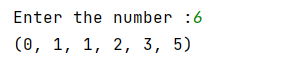 Enter the number :6
(0, 1, 1, 2, 3, 5)